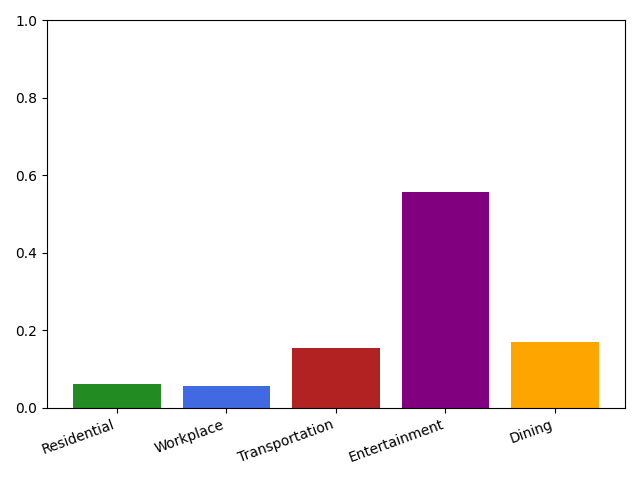 1.0
0.8
0.6
0.4
0.2
0.0
Residential
Workplace
Transportation
Entertainment
Dining